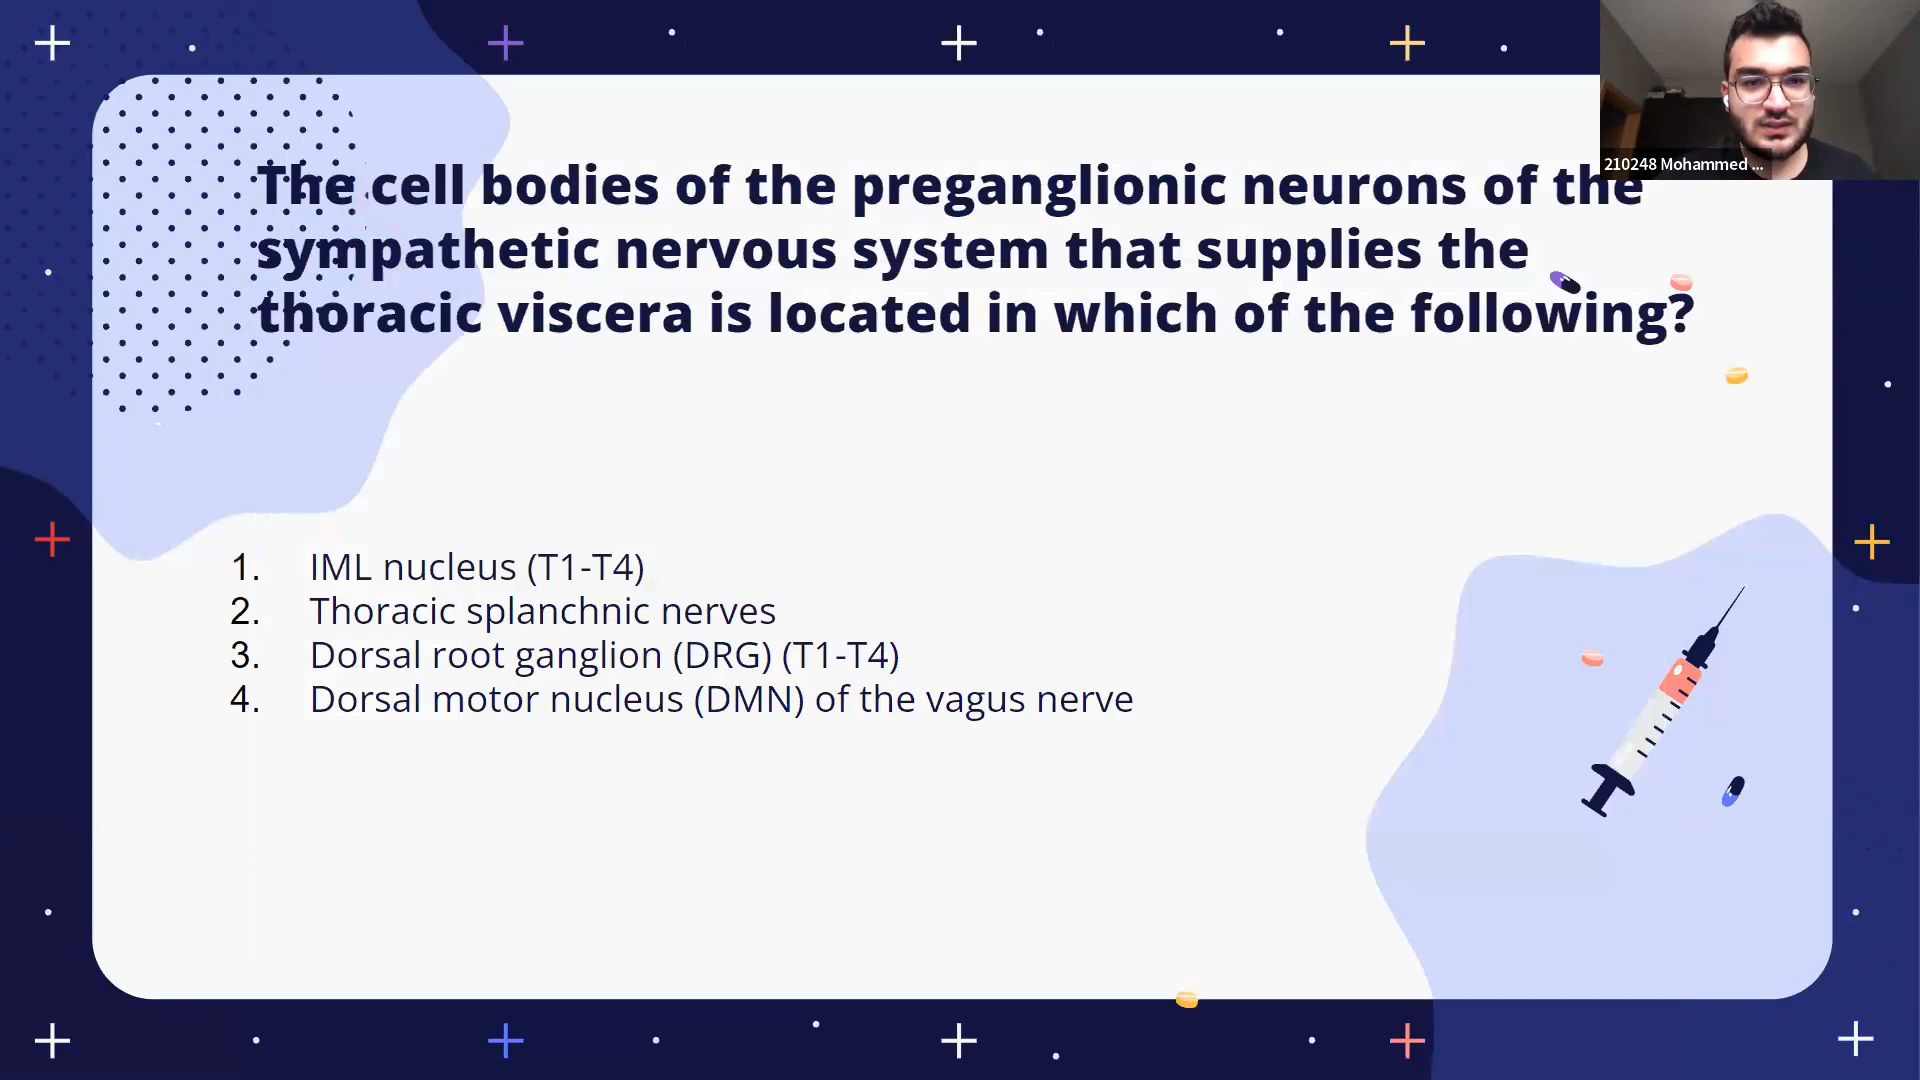 210248 Mohammed ...
The cell bodies of the preganglionic neurons of the
sympathetic nervous system that supplies the
thoracic viscera is located in which of the following?
1. IML nucleus (T1-T4)
2. Thoracic splanchnic nerves
3. Dorsal root ganglion (DRG) (T1-T4)
4. Dorsal motor nucleus (DMN) of the vagus nerve